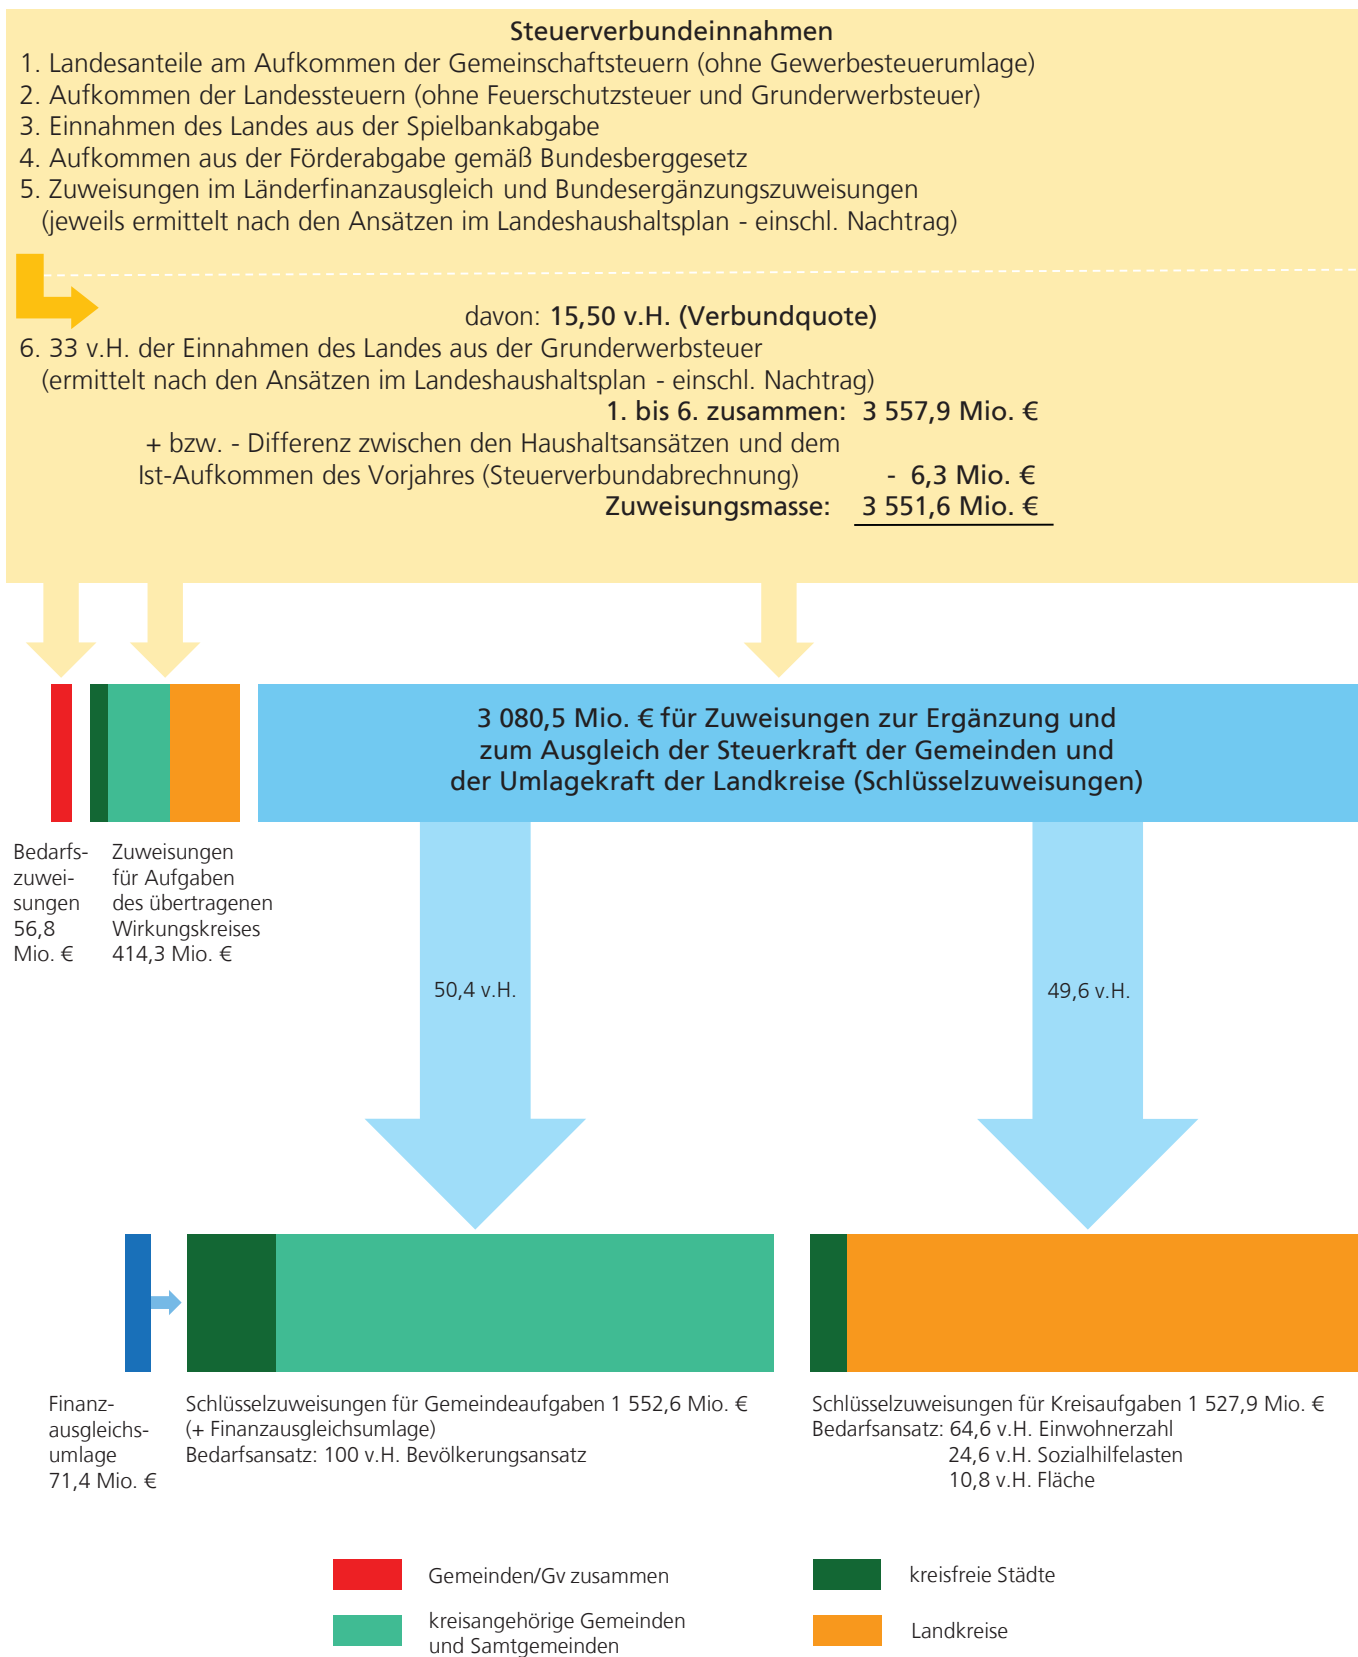 Steuerverbundeinnahmen
1. Landesanteile am Aufkommen der Gemeinschaftsteuern (ohne Gewerbesteuerumlage)
2. Aufkommen der Landessteuern (ohne Feuerschutzsteuer und Grunderwerbsteuer)
3. Einnahmen des Landes aus der Spielbankabgabe
4. Aufkommen aus der Förderabgabe gemäß Bundesberggesetz
5. Zuweisungen im Länderfinanzausgleich und Bundesergänzungszuweisungen
(jeweils ermittelt nach den Ansätzen im Landeshaushaltsplan - einschl. Nachtrag)
davon: 15,50 v.H. (Verbundquote)
6. 33 v.H. der Einnahmen des Landes aus der Grunderwerbsteuer
(ermittelt nach den Ansätzen im Landeshaushaltsplan - einschl. Nachtrag)
1. bis 6. zusammen: 3 557,9 Mio. €
+ bzw. - Differenz zwischen den Haushaltsansätzen und dem
Ist-Aufkommen des Vorjahres (Steuerverbundabrechnung) - 6,3 Mio. €
Zuweisungsmasse: 3 551,6 Mio. €
3 080,5 Mio. € für Zuweisungen zur Ergänzung und
zum Ausgleich der Steuerkraft der Gemeinden und
der Umlagekraft der Landkreise (Schlüsselzuweisungen)
Bedarfs-
zuwei-
sungen
56,8
Mio. €
Zuweisungen
für Aufgaben
des übertragenen
Wirkungskreises
414,3 Mio. €
50,4 v.H.
49,6 v.H.
Finanz-
ausgleichs-
umlage
71,4 Mio. €
Schlüsselzuweisungen für Gemeindeaufgaben 1 552,6 Mio. €
(+ Finanzausgleichsumlage)
Bedarfsansatz: 100 v.H. Bevölkerungsansatz
Schlüsselzuweisungen für Kreisaufgaben 1 527,9 Mio. €
Bedarfsansatz: 64,6 v.H. Einwohnerzahl
24,6 v.H. Sozialhilfelasten
10,8 v.H. Fläche
Gemeinden/Gv zusammen
kreisfreie Städte
kreisangehörige Gemeinden
und Samtgemeinden
Landkreise